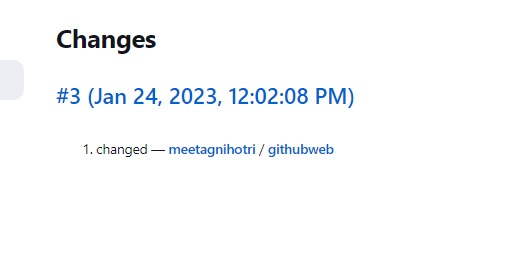 Changes
#3 (Jan 24, 2023, 12:02:08 PM)
1. changed — meetagnihotri / githubweb